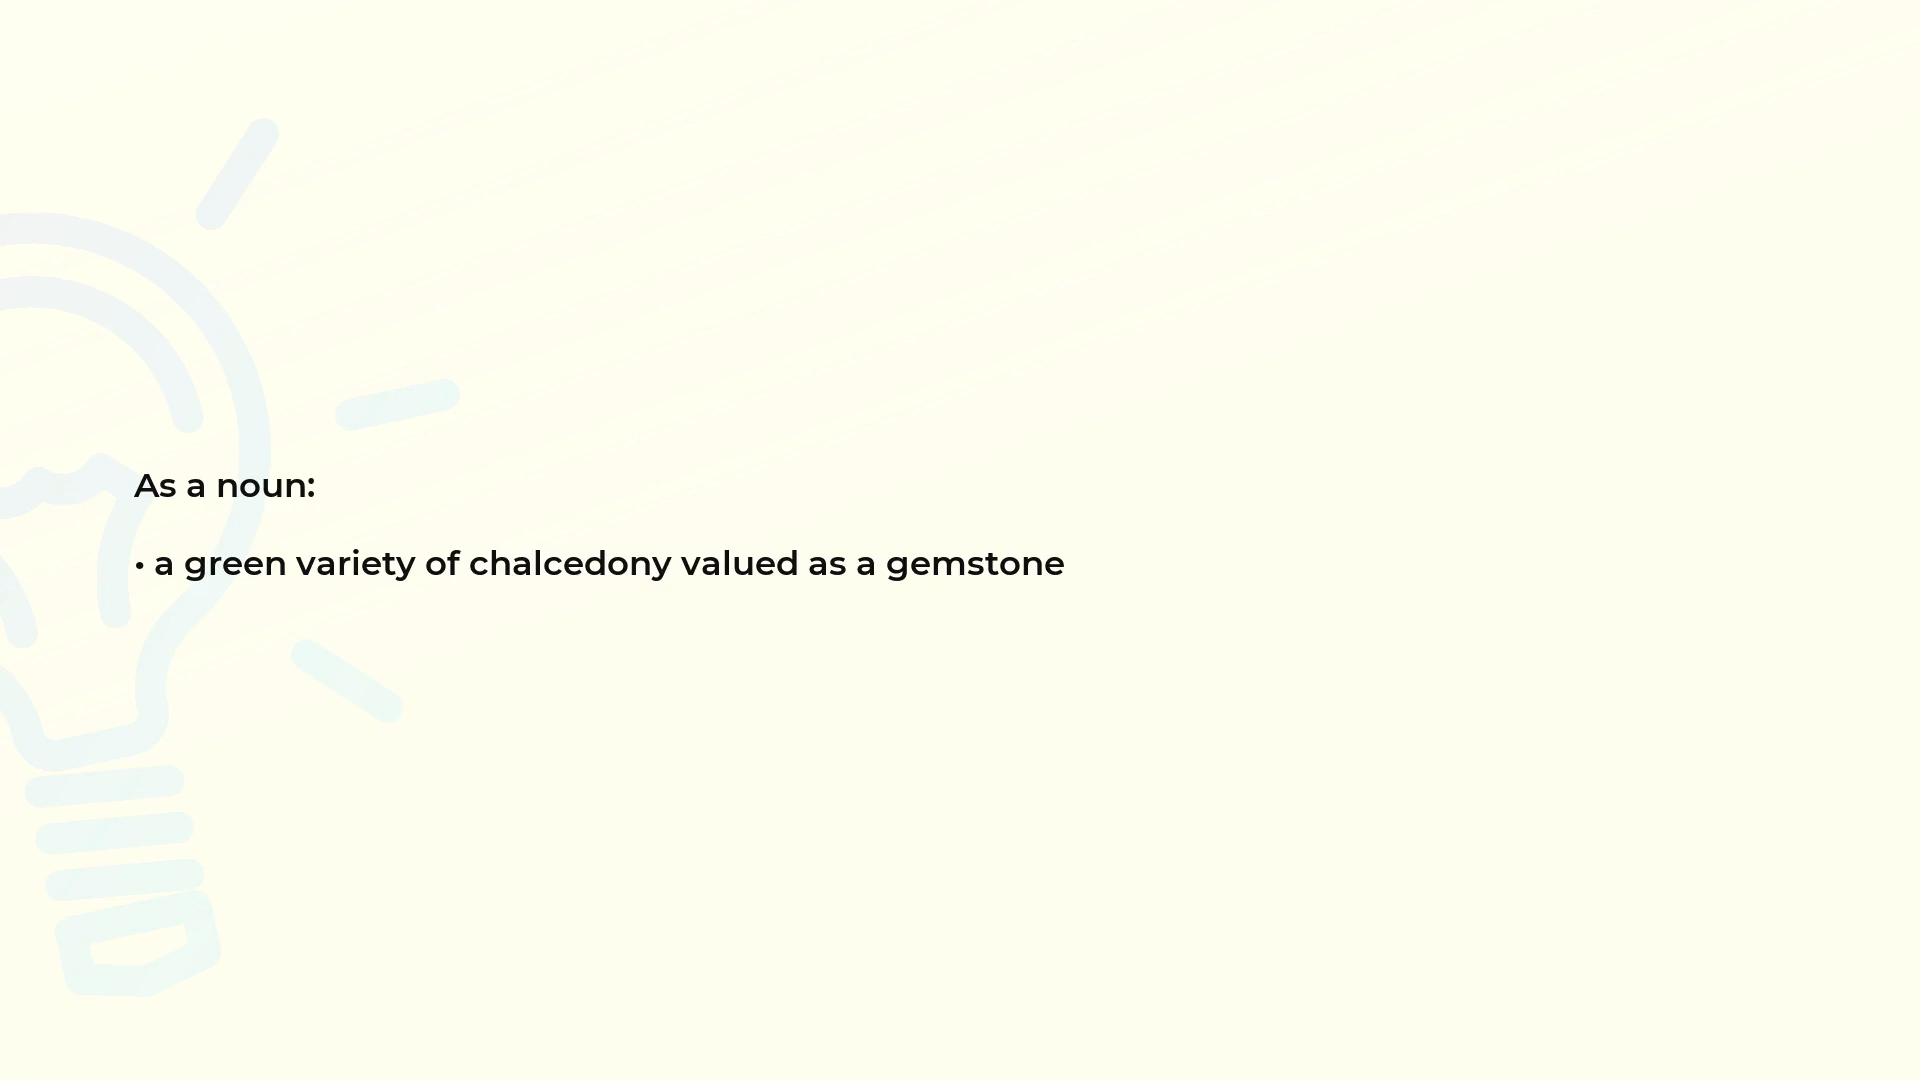 As a noun:
• a green variety of chalcedony valued as a gemstone